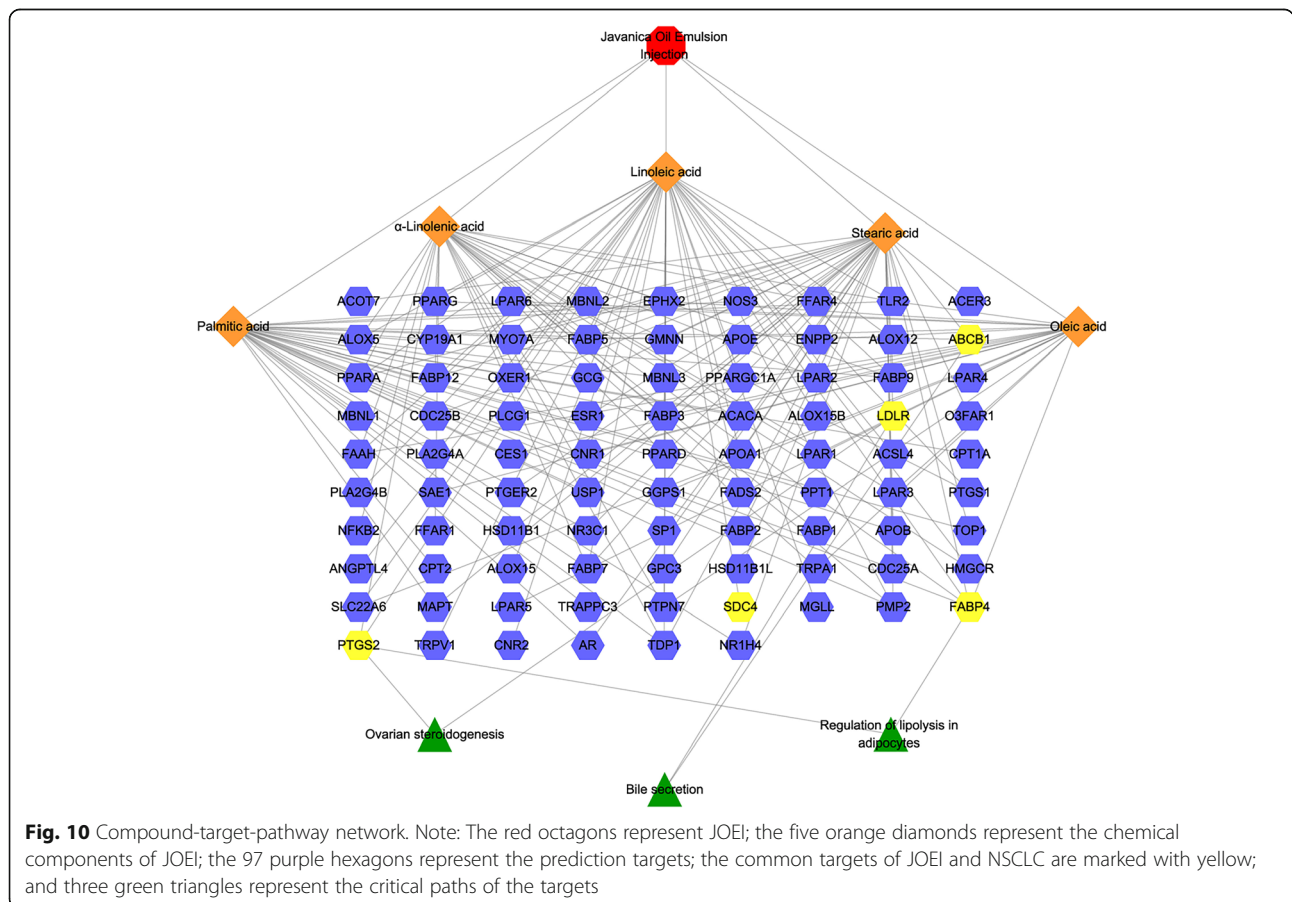 Javanica Oil Emulsion
Injection
Linoleic acid
α-Linolenic acid
Stearic acid
Palmitic acid
Oleic acid
ACOT7 PPARG LPAR6 MBNL2 EPHX2 NOS3 FFAR4 TLR2 ACER3
ALOX5 CYP19A1 MYO7A FABP5 GMNN APOE ENPP2 ALOX12 ABCB1
PPARA FABP12 OXER1 GCG MBNL3 PPARGC1A LPAR2 FABP9 LPAR4
MBNL1 CDC25B PLCG1 ESR1 FABP3 ACACA ALOX15B LDLR O3FAR1
FAAH PLA2G4A CES1 CNR1 PPARD APOA1 LPAR1 ACSL4 CPT1A
PLA2G4B SAE1 PTGER2 USP1 GGPS1 FADS2 PPT1 LPAR3 PTGS1
NFKB2 FFAR1 HSD11B1 NR3C1 SP1 FABP2 FABP1 APOB TOP1
ANGPTL4 CPT2 ALOX15 FABP7 GPC3 HSD11B1L TRPA1 CDC25A HMGCR
SLC22A6 MAPT LPAR5 TRAPPC3 PTPN7 SDC4 MGLL PMP2 FABP4
PTGS2 TRPV1 CNR2 AR TDP1 NR1H4
Ovarian steroidogenesis
Regulation of lipolysis in
adipocytes
Bile secretion
Fig. 10 Compound-target-pathway network. Note: The red octagons represent JOEI; the five orange diamonds represent the chemical
components of JOEI; the 97 purple hexagons represent the prediction targets; the common targets of JOEI and NSCLC are marked with yellow;
and three green triangles represent the critical paths of the targets